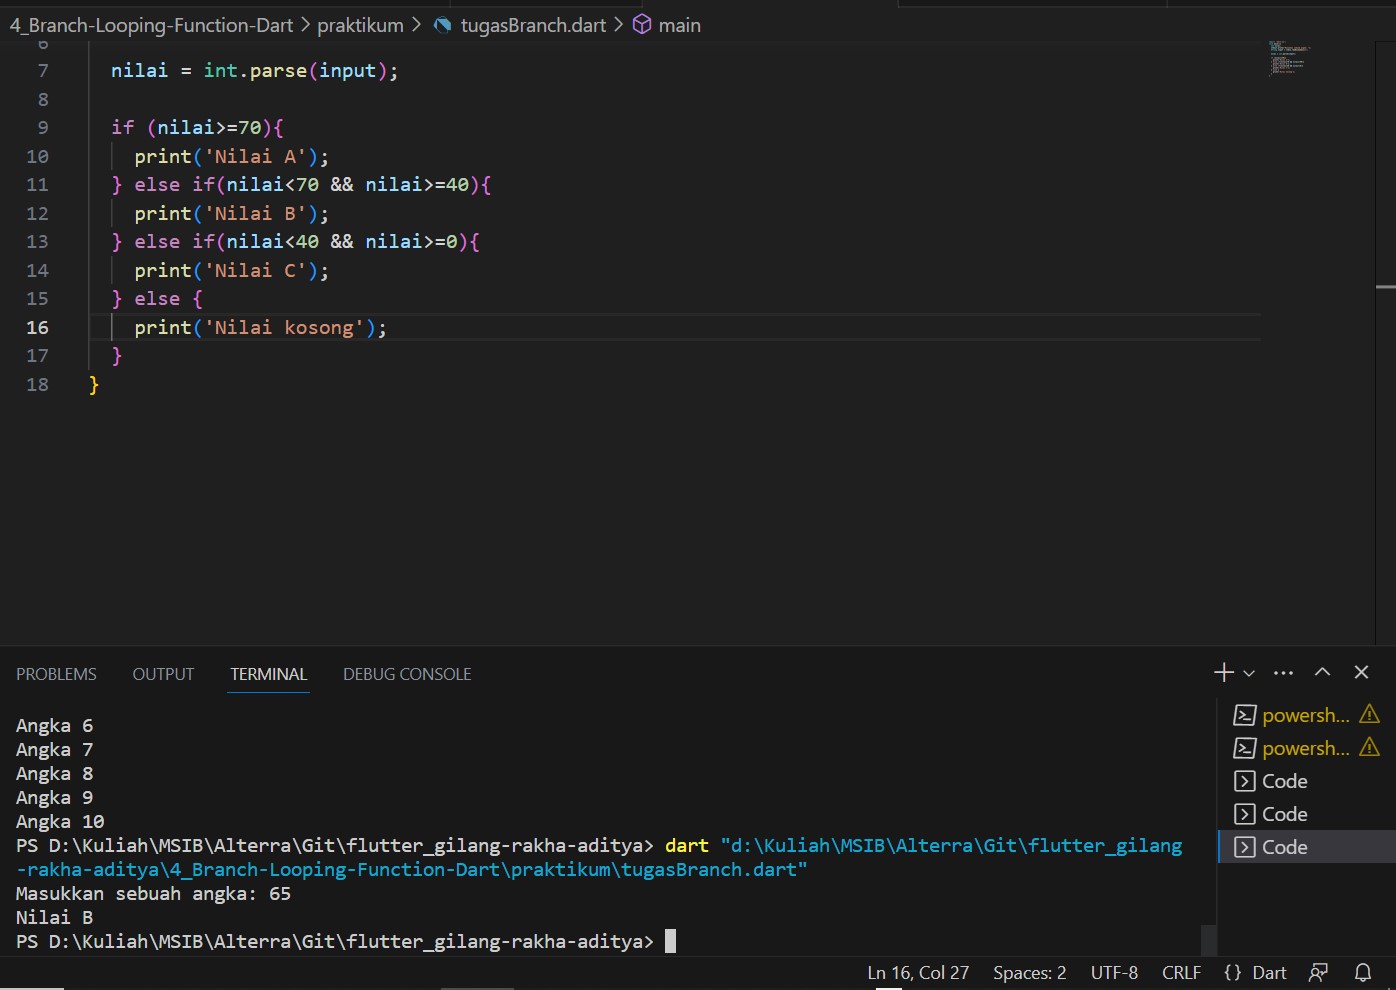 4_Branch-Looping-Function-Dart > praktikum > tugasBranch.dart > main
6
7 nilai = int.parse(input);
8
9 if (nilai>=70){
10 print('Nilai A');
11 } else if(nilai<70 && nilai>=40){
12 print('Nilai B');
13 } else if(nilai<40 && nilai>=0){
14 print('Nilai C');
15 } else {
16 print('Nilai kosong');
17 }
18 }
PROBLEMS OUTPUT TERMINAL DEBUG CONSOLE
Angka 6
Angka 7
Angka 8
Angka 9
Angka 10
PS D:\Kuliah\MSIB\Alterra\Git\flutter_gilang-rakha-aditya> dart "d:\Kuliah\MSIB\Alterra\Git\flutter_gilang
-rakha-aditya\4_Branch-Looping-Function-Dart\praktikum\tugasBranch.dart"
Masukkan sebuah angka: 65
Nilai B
PS D:\Kuliah\MSIB\Alterra\Git\flutter_gilang-rakha-aditya>
powersh...
powersh...
Code
Code
Code
Ln 16, Col 27 Spaces: 2 UTF-8 CRLF {} Dart